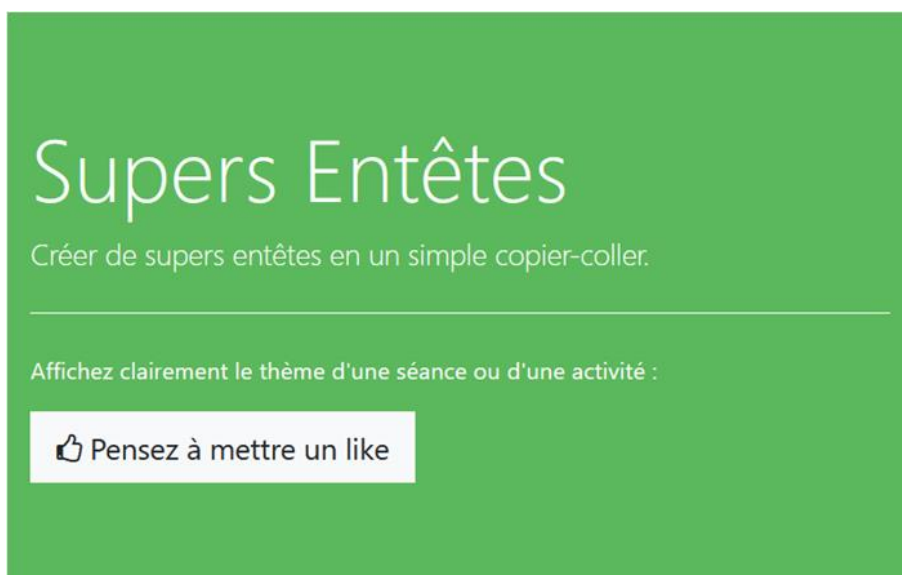 Supers Entêtes
Créer de supers entêtes en un simple copier-coller.
Affichez clairement le thème d'une séance ou d'une activité :
Pensez à mettre un like